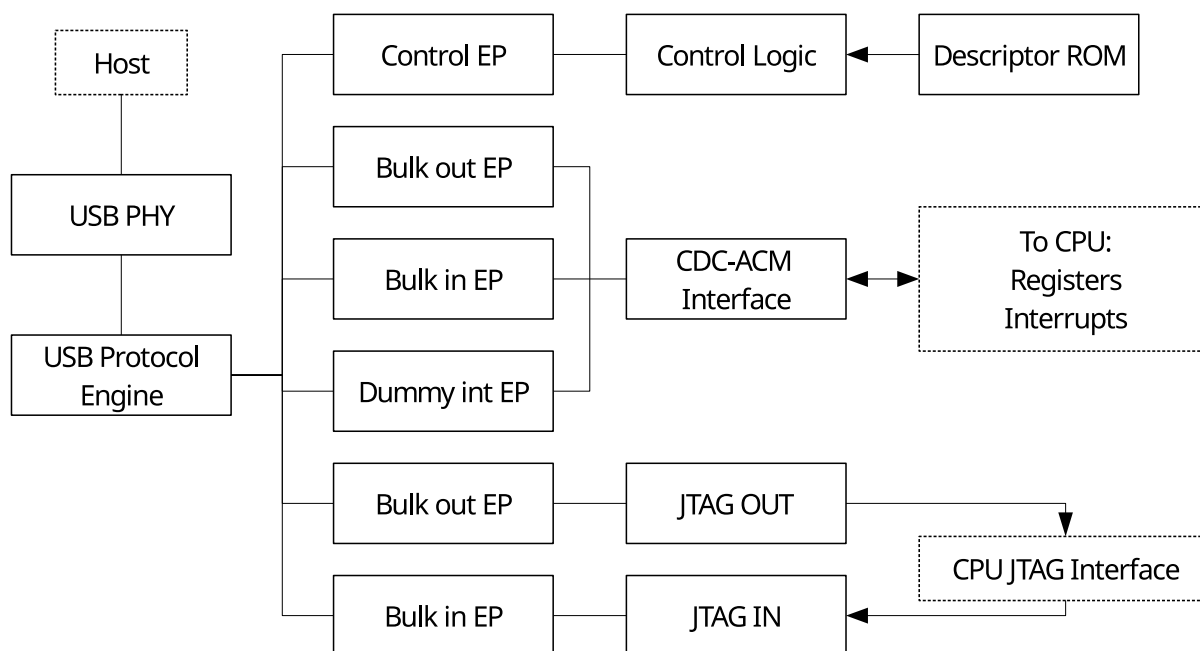 Host
USB PHY
USB Protocol
Engine
Control EP
Control Logic
Descriptor ROM
Bulk out EP
Bulk in EP
CDC-ACM
Interface
To CPU:
Registers
Interrupts
Dummy int EP
Bulk out EP
JTAG OUT
CPU JTAG Interface
Bulk in EP
JTAG IN